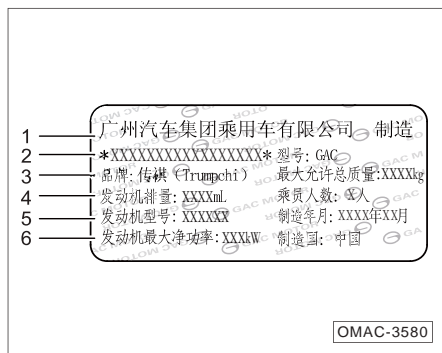 广州汽车集团乘用车有限公司 制造
1
2
*XXXXXXXXXXXXXXXXX* 型号: GAC
3
品牌: 传祺 (Trumpchi) 最大允许总质量:XXXXkg
4
发动机排量: XXXXmL 乘员人数: X人
5
发动机型号: XXXXXX 制造年月: XXXX年XX月
6
发动机最大净功率: XXXkW 制造国: 中国
OMAC-3580